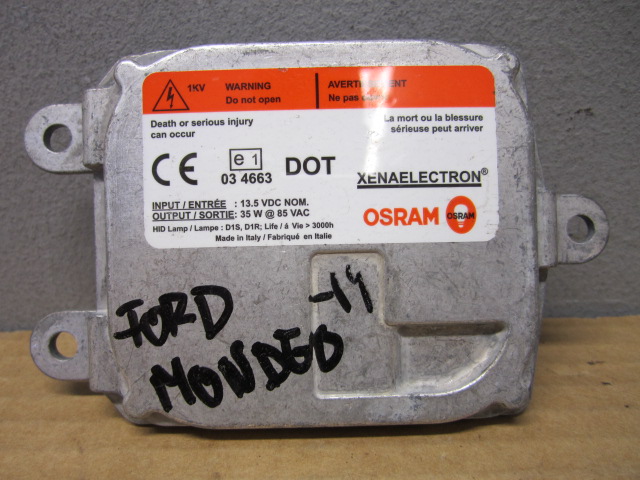 1KV WARNING
Do not open
AVERTISSEMENT
Ne pas
Death or serious injury
can occur
La mort ou la blessure
sérieuse peut arriver
CE e 1 DOT
03 4663
XENAELECTRON®
INPUT / ENTRÉE : 13.5 VDC NOM.
OUTPUT / SORTIE: 35 W @ 85 VAC
HID Lamp / Lampe : D1S, D1R; Life / á Vie > 3000h
Made in Italy / Fabriqué en Italie
OSRAM OSRAM
FORD -14
MONDEO